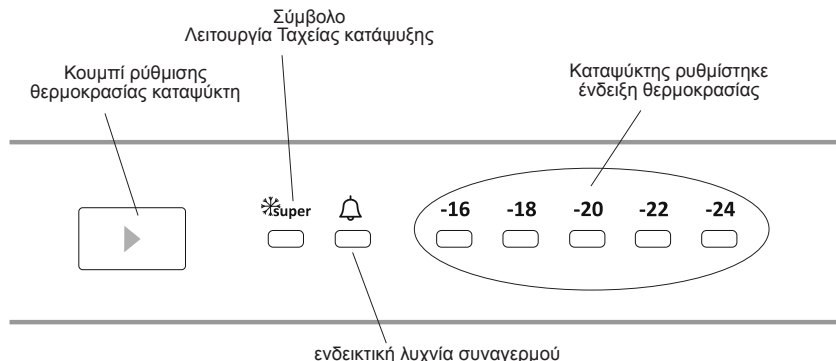 Σύμβολο
Λειτουργία Ταχείας κατάψυξης
Κουμπί ρύθμισης
θερμοκρασίας καταψύκτη
Καταψύκτης ρυθμίστηκε
ένδειξη θερμοκρασίας
super
-16 -18 -20 -22 -24
ενδεικτική λυχνία συναγερμού